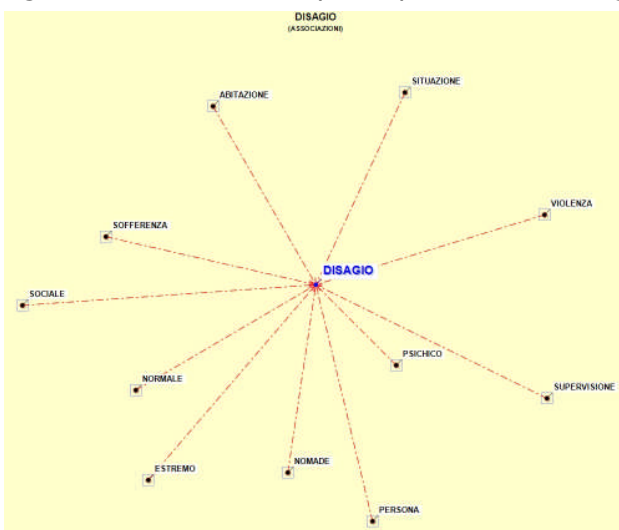 DISAGIO
(ASSOCIAZIONI)
SITUAZIONE
ABITAZIONE
VIOLENZA
SOFFERENZA
DISAGIO
SOCIALE
PSICHICO
NORMALE
SUPERVISIONE
ESTREMO
NOMADE
PERSONA